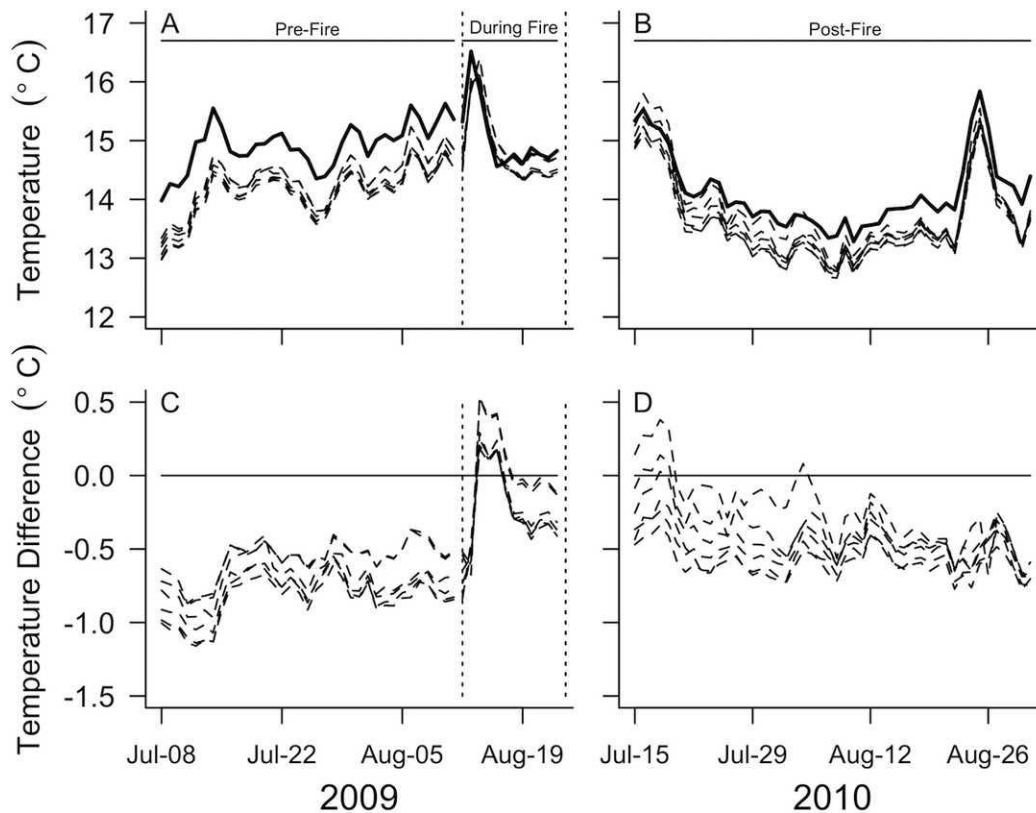 A
Pre-Fire
During Fire
B
Post-Fire
17
16
15
14
13
12
Temperature (° C)
C
D
0.5
0.0
-0.5
-1.0
-1.5
Temperature Difference (° C)
Jul-08
Jul-22
Aug-05
Aug-19
Jul-15
Jul-29
Aug-12
Aug-26
2009
2010